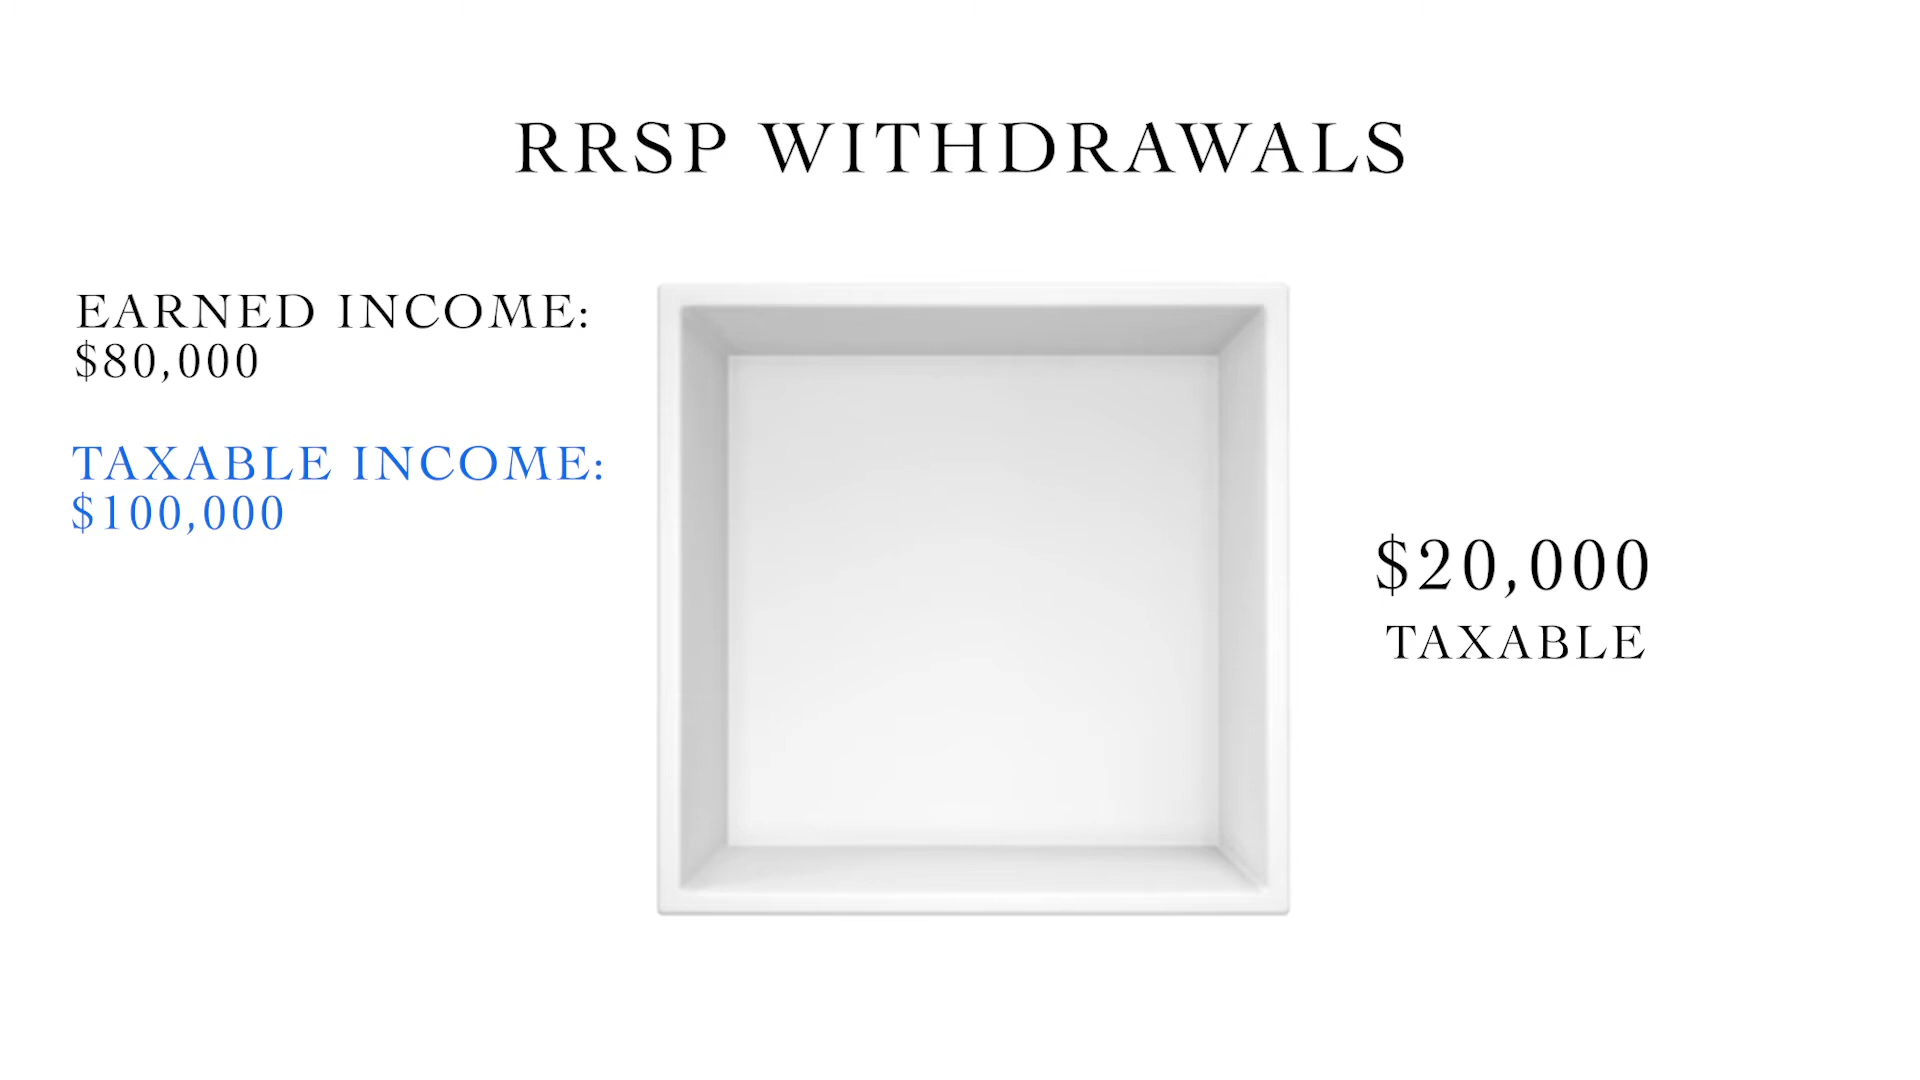 RRSP WITHDRAWALS
EARNED INCOME:
$80,000
TAXABLE INCOME:
$100,000
$20,000
TAXABLE